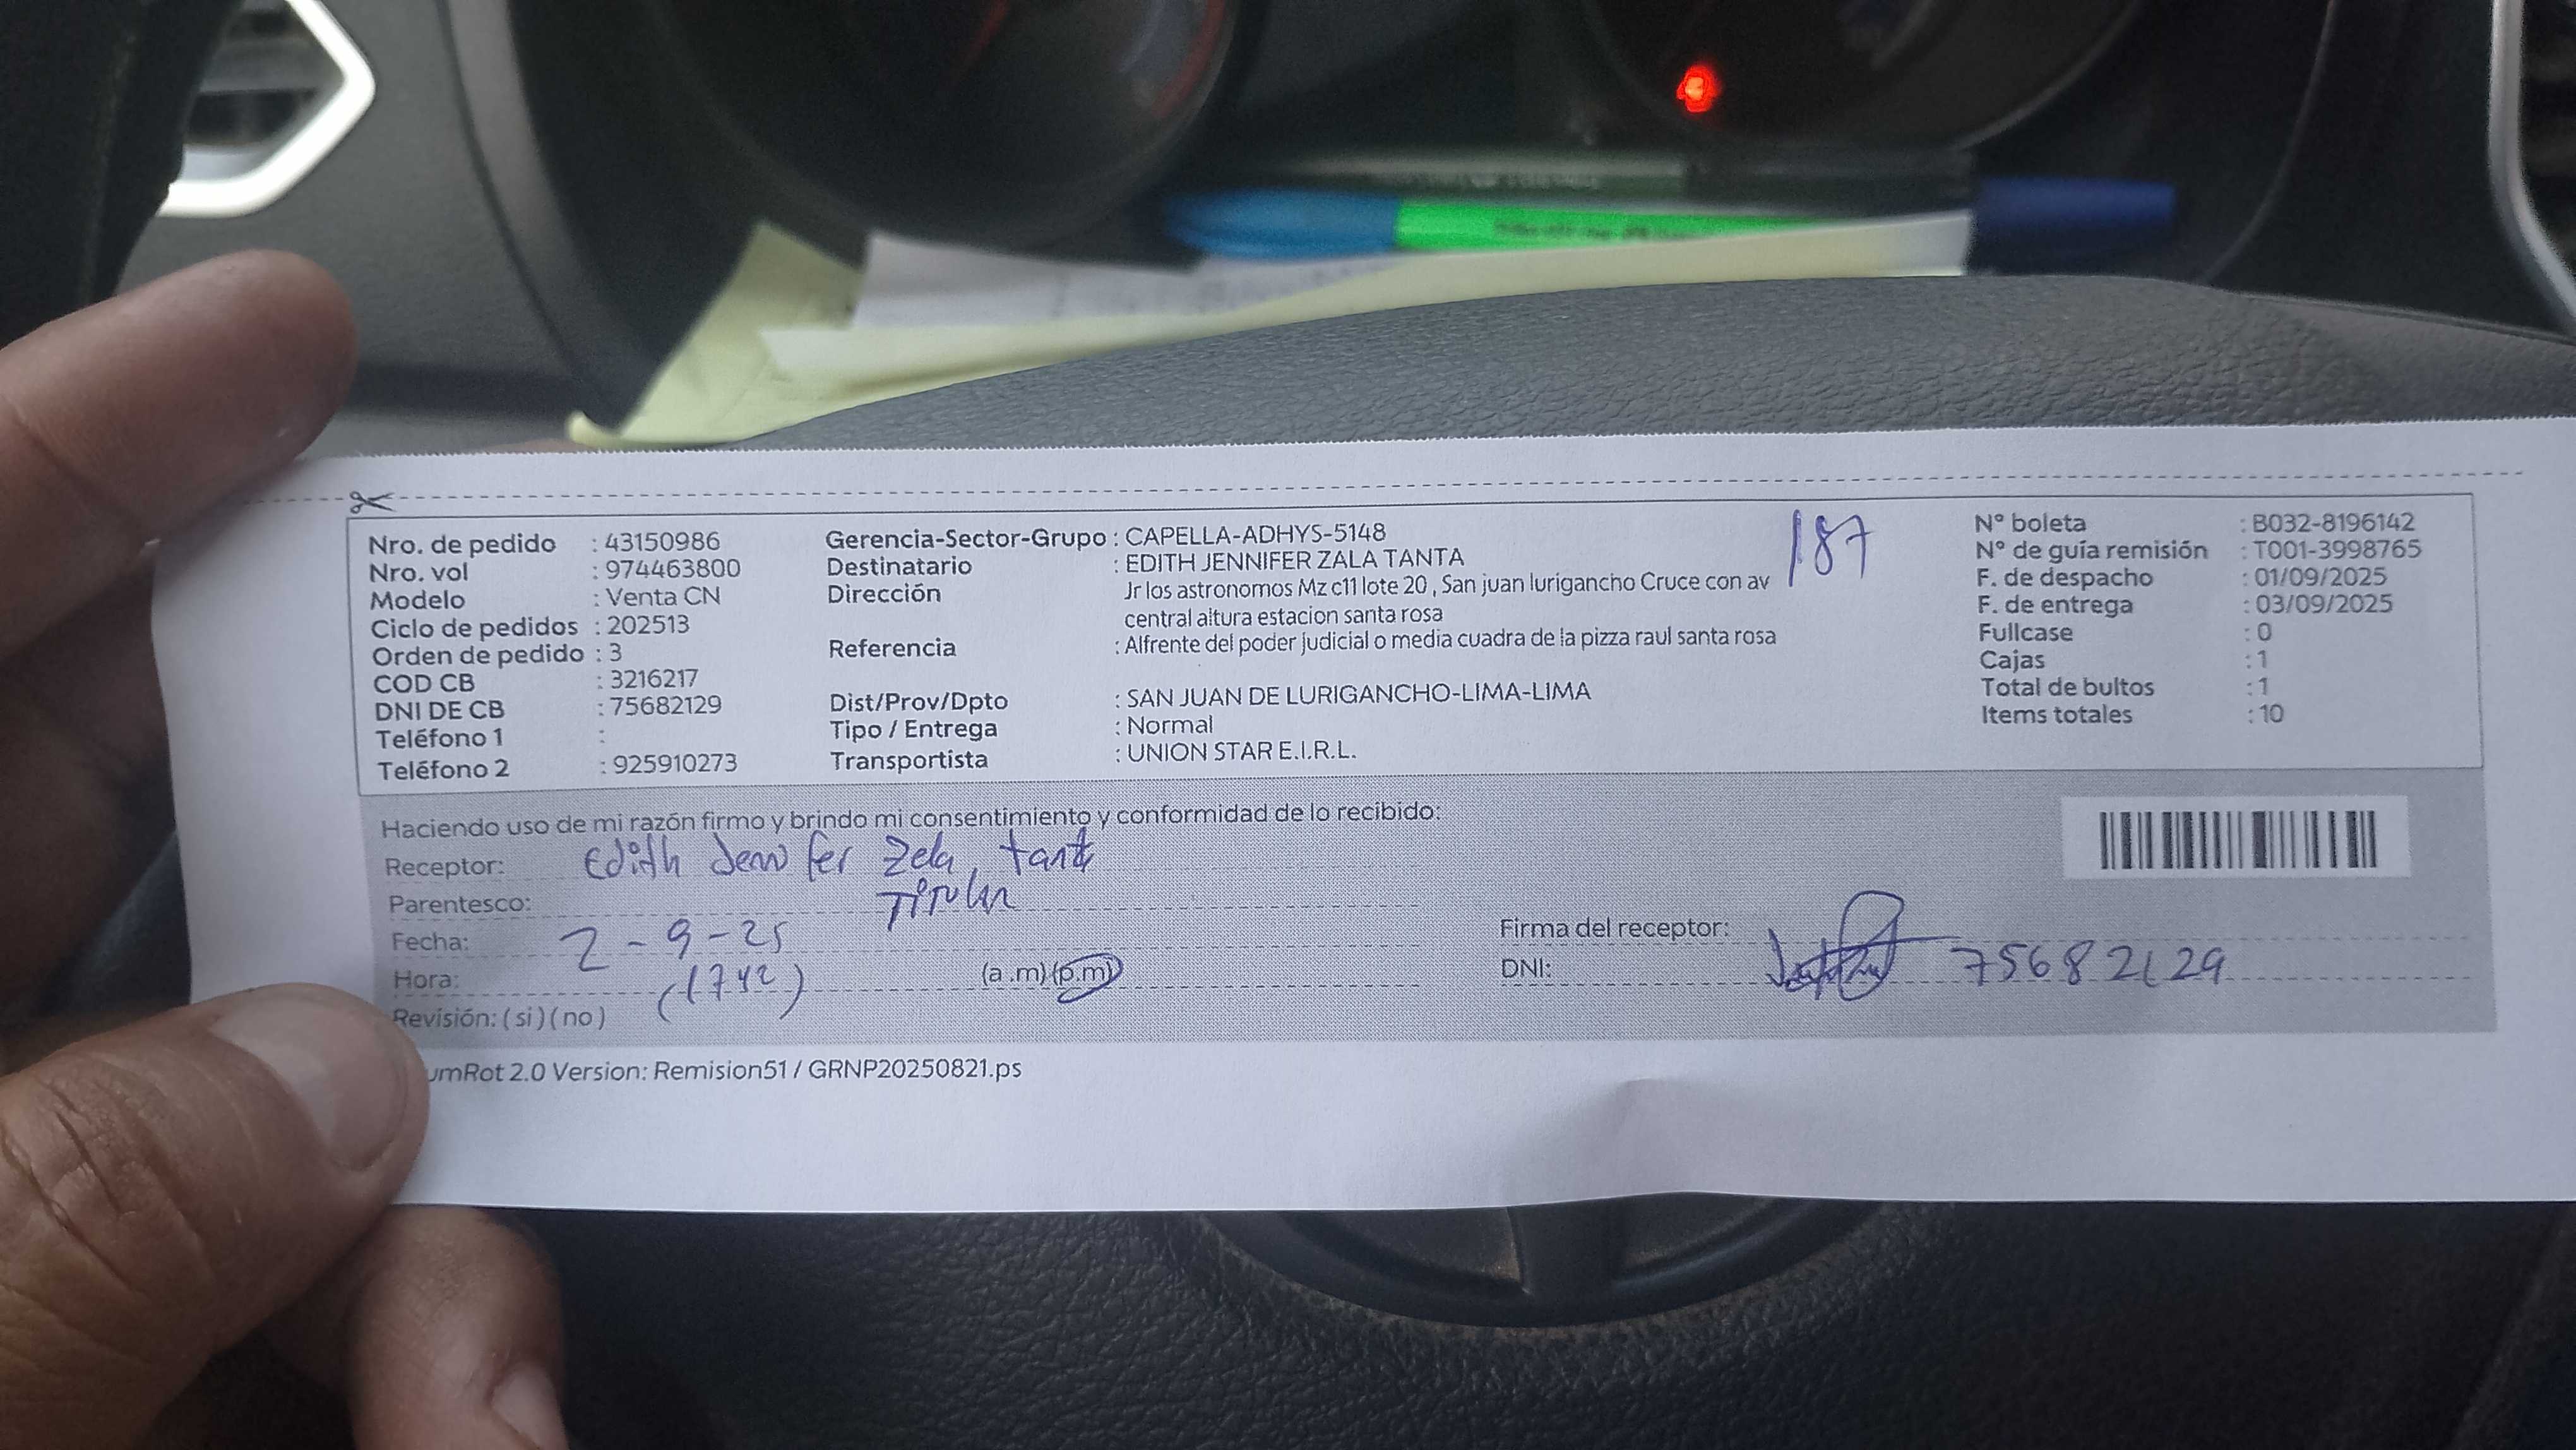 Nro. de pedido : 43150986
Nro. vol : 974463800
Modelo : Venta CN
Ciclo de pedidos : 202513
Orden de pedido : 3
COD CB : 3216217
DNI DE CB : 75682129
Teléfono 1 :
Teléfono 2 : 925910273
Gerencia-Sector-Grupo : CAPELLA-ADHYS-5148
Destinatario : EDITH JENNIFER ZALA TANTA
Dirección Jr los astronomos Mz c11 lote 20 , San juan lurigancho Cruce con av
central altura estacion santa rosa
Referencia : Alfrente del poder judicial o media cuadra de la pizza raul santa rosa
Dist/Prov/Dpto : SAN JUAN DE LURIGANCHO-LIMA-LIMA
Tipo / Entrega : Normal
Transportista : UNION STAR E.I.R.L.
187
N° boleta : B032-8196142
N° de guía remisión : T001-3998765
F. de despacho : 01/09/2025
F. de entrega : 03/09/2025
Fullcase : 0
Cajas : 1
Total de bultos : 1
Items totales : 10
Haciendo uso de mi razón firmo y brindo mi consentimiento y conformidad de lo recibido:
Receptor: Edith Jennifer Zela tanta
Parentesco: Titular
Fecha: 2-9-25
Hora: (1742) (a .m) (p.m)
Revisión: ( si ) ( no )
Firma del receptor:
DNI: 75682129
umRot 2.0 Version: Remision51 / GRNP20250821.ps